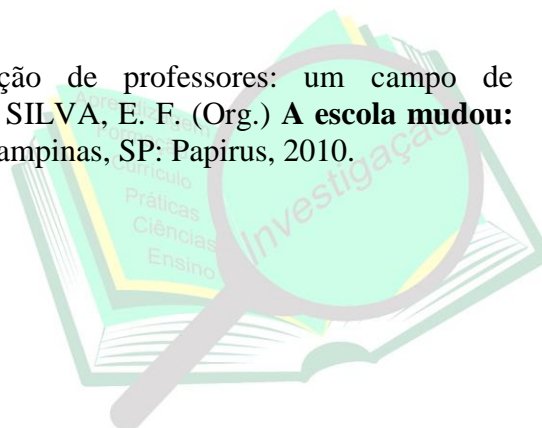 ção de professores: um campo de
SILVA, E. F. (Org.) A escola mudou:
ampinas, SP: Papirus, 2010.
Aprendizagem
Formação
Currículo
Práticas
Ciências
Ensino
Investigação